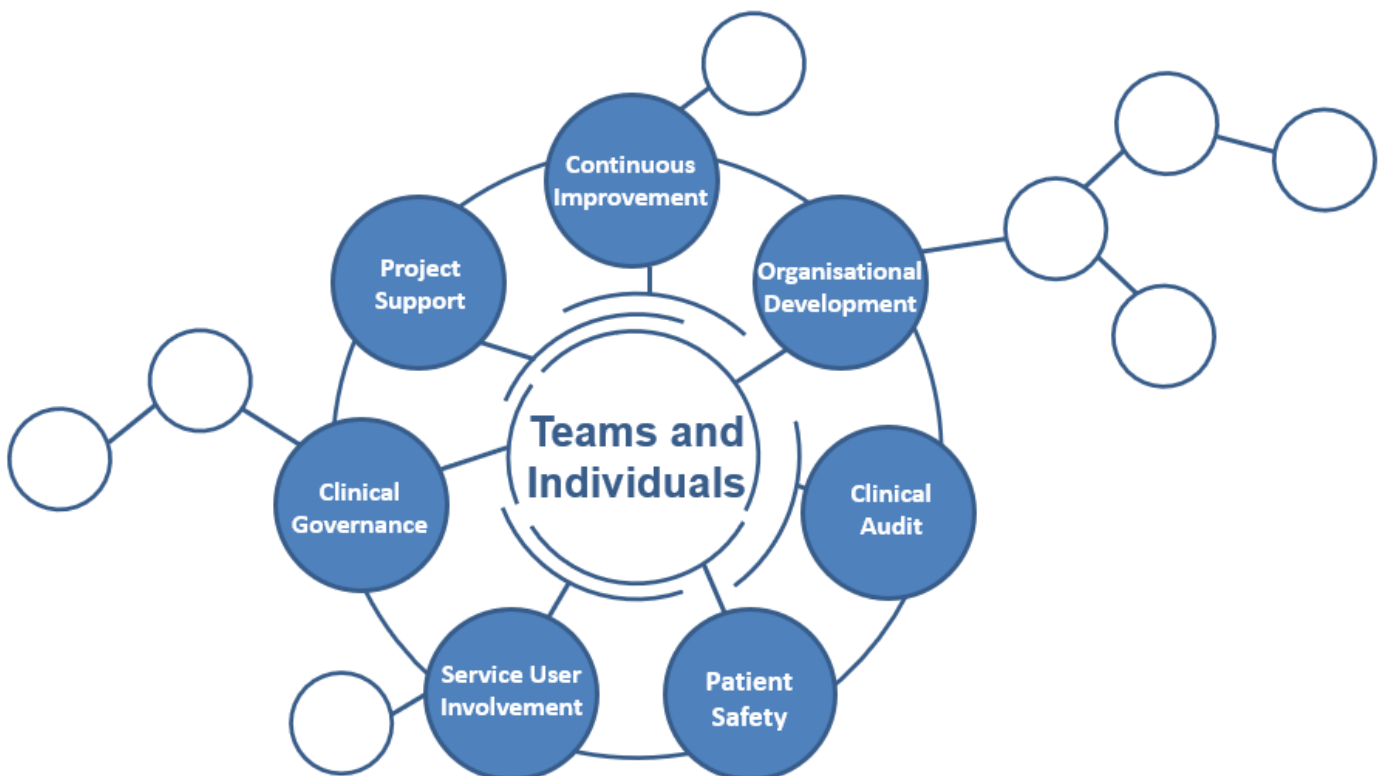 Continuous
Improvement
Project
Support
Organisational
Development
Teams and
Individuals
Clinical
Governance
Clinical
Audit
Service User
Involvement
Patient
Safety